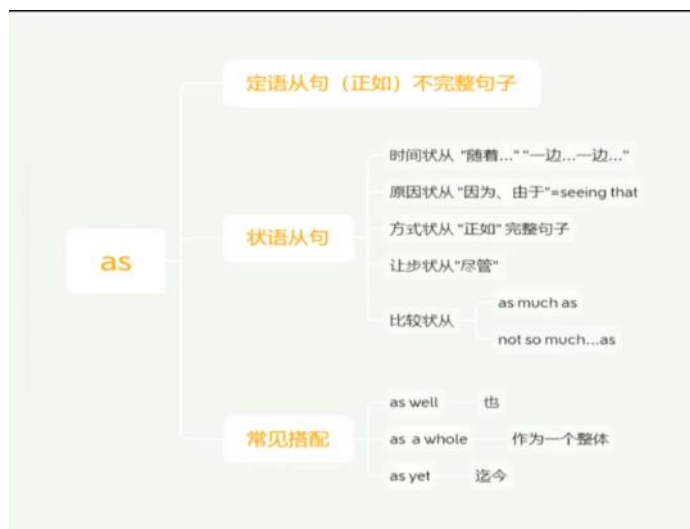 定语从句（正如）不完整句子
时间状从 "随着..." "一边...一边..."
原因状从 "因为、由于"=seeing that
状语从句
方式状从 "正如" 完整句子
as
让步状从"尽管"
as much as
比较状从
not so much...as
as well 也
常见搭配
as a whole 作为一个整体
as yet 迄今